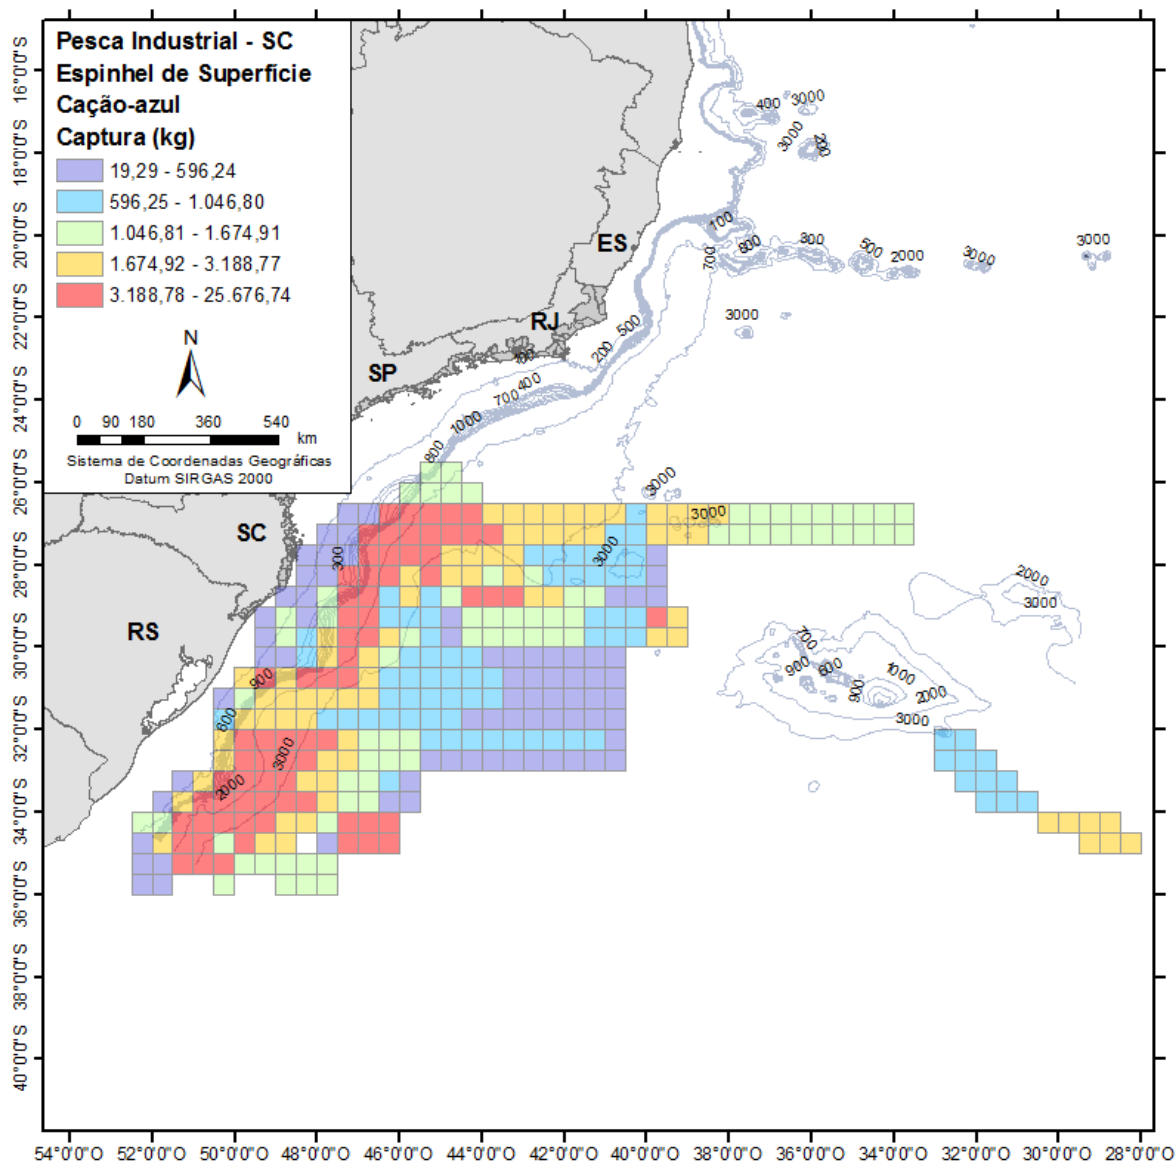 Pesca Industrial - SC
Espinhel de Superfície
Cação-azul
Captura (kg)
19,29 - 596,24
596,25 - 1.046,80
1.046,81 - 1.674,91
1.674,92 - 3.188,77
3.188,78 - 25.676,74
N
0 90 180 360 540
km
Sistema de Coordenadas Geográficas
Datum SIRGAS 2000
ES
RJ
SP
SC
RS
400
3000
3000
200
100
700
800
300
500
2000
3000
3000
3000
500
200
100
400
700
1000
800
3000
3000
300
3000
2000
3000
700
900
600
900
1000
2000
3000
900
600
3000
2000
16°0'0"S
18°0'0"S
20°0'0"S
22°0'0"S
24°0'0"S
26°0'0"S
28°0'0"S
30°0'0"S
32°0'0"S
34°0'0"S
36°0'0"S
38°0'0"S
40°0'0"S
54°0'0"O
52°0'0"O
50°0'0"O
48°0'0"O
46°0'0"O
44°0'0"O
42°0'0"O
40°0'0"O
38°0'0"O
36°0'0"O
34°0'0"O
32°0'0"O
30°0'0"O
28°0'0"O